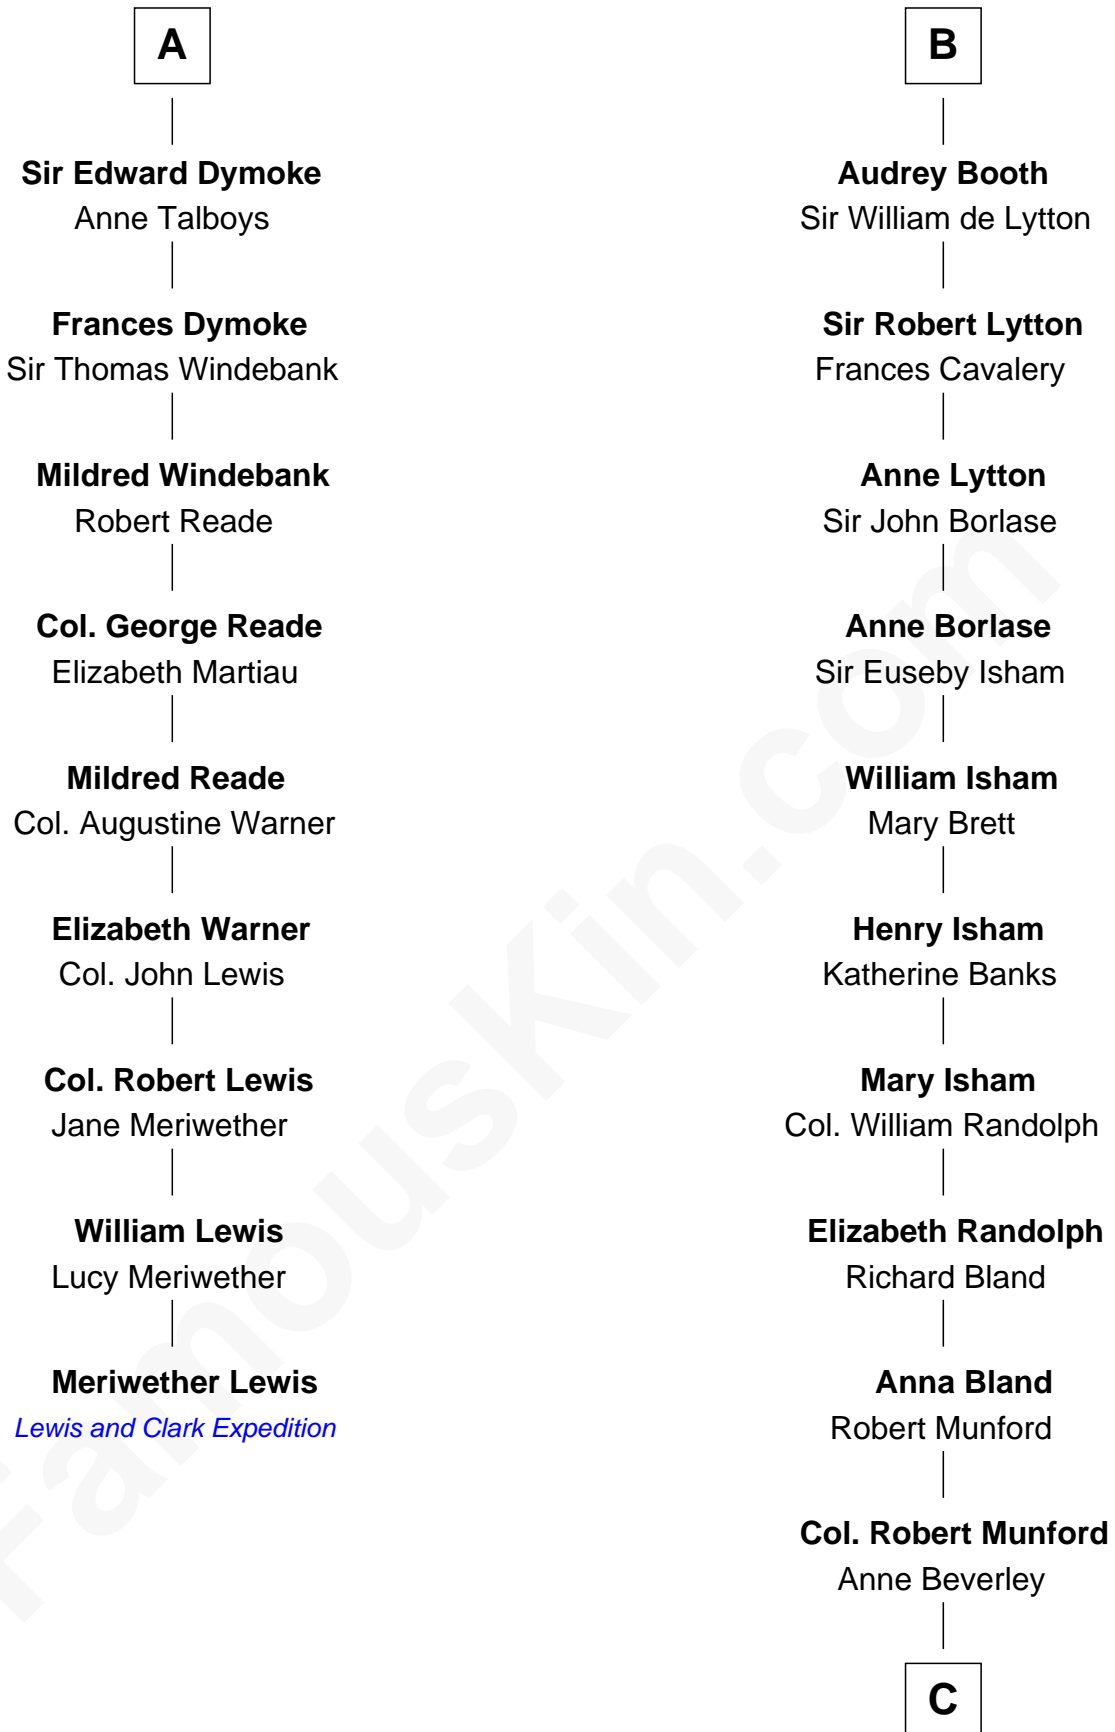 A
Sir Edward Dymoke
Anne Talboys
Frances Dymoke
Sir Thomas Windebank
Mildred Windebank
Robert Reade
Col. George Reade
Elizabeth Martiau
Mildred Reade
Col. Augustine Warner
Elizabeth Warner
Col. John Lewis
Col. Robert Lewis
Jane Meriwether
William Lewis
Lucy Meriwether
Meriwether Lewis
Lewis and Clark Expedition
B
Audrey Booth
Sir William de Lytton
Sir Robert Lytton
Frances Cavalery
Anne Lytton
Sir John Borlase
Anne Borlase
Sir Euseby Isham
William Isham
Mary Brett
Henry Isham
Katherine Banks
Mary Isham
Col. William Randolph
Elizabeth Randolph
Richard Bland
Anna Bland
Robert Munford
Col. Robert Munford
Anne Beverley
C
FamousKin.com